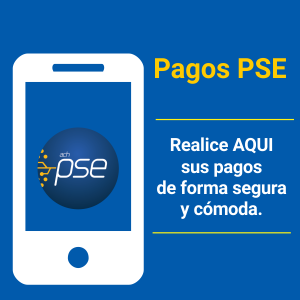 Pagos PSE
ach
pse
Realice AQUI
sus pagos
de forma segura
y cómoda.